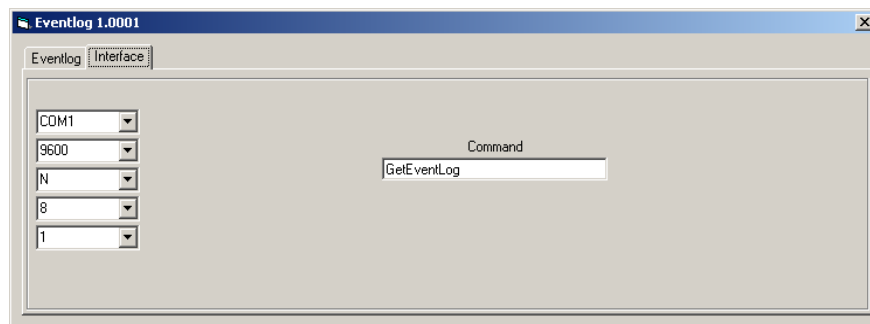 Eventlog 1.0001
Eventlog Interface
COM1
9600
Command
N
GetEventLog
8
1